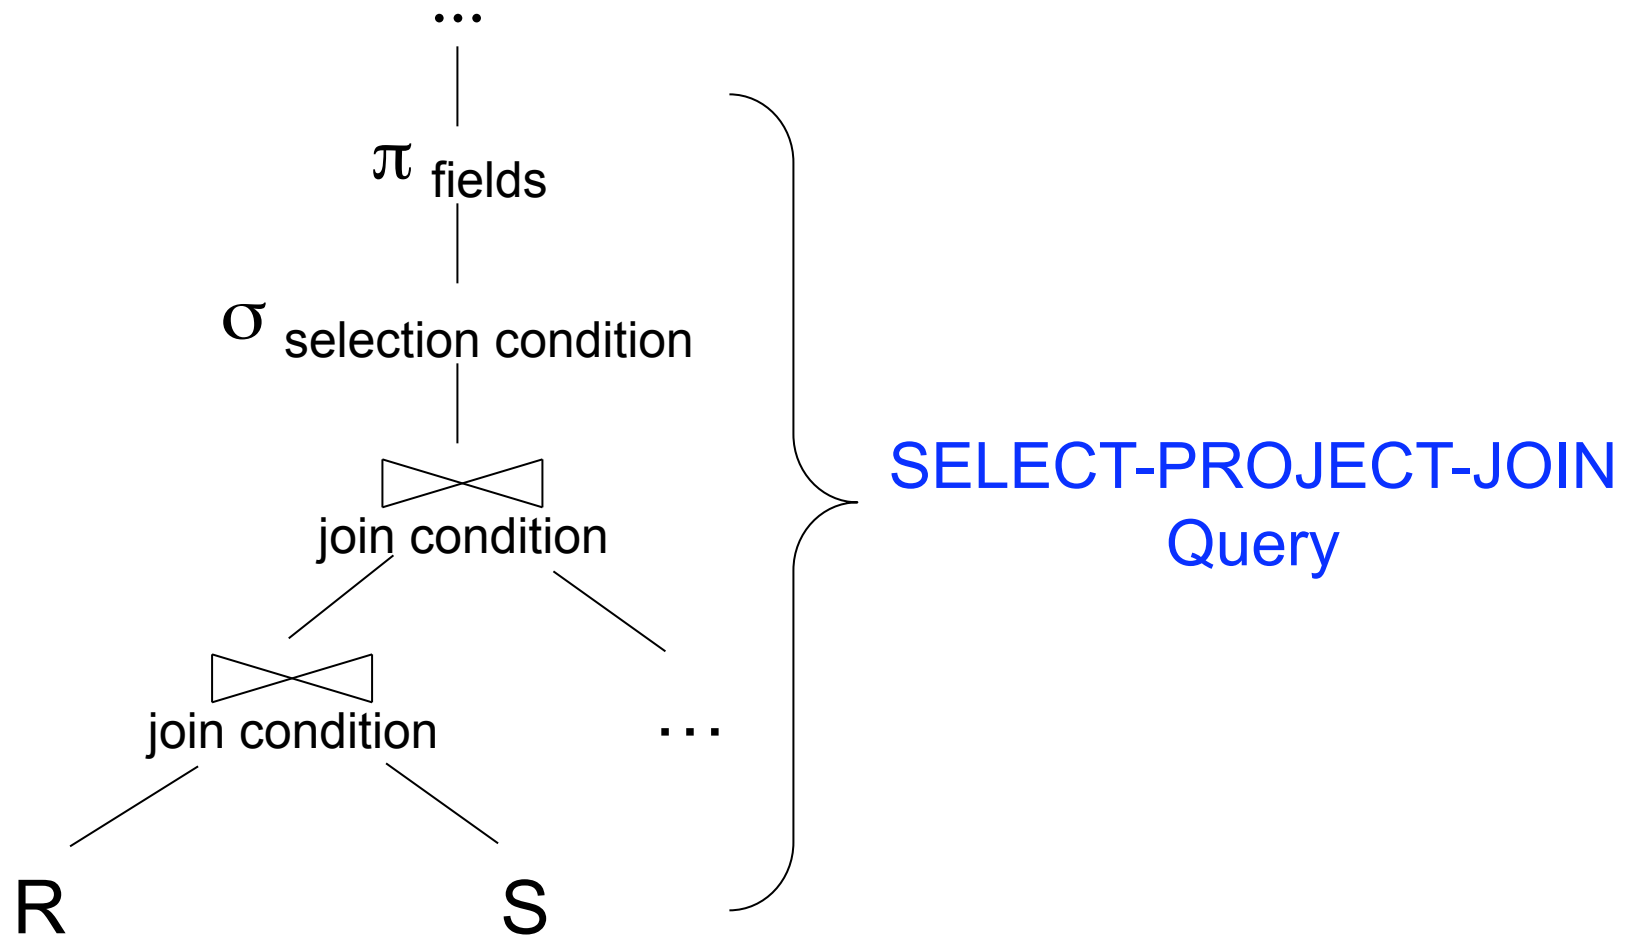 ...
π fields
σ selection condition
join condition
SELECT-PROJECT-JOIN
Query
join condition
...
R
S